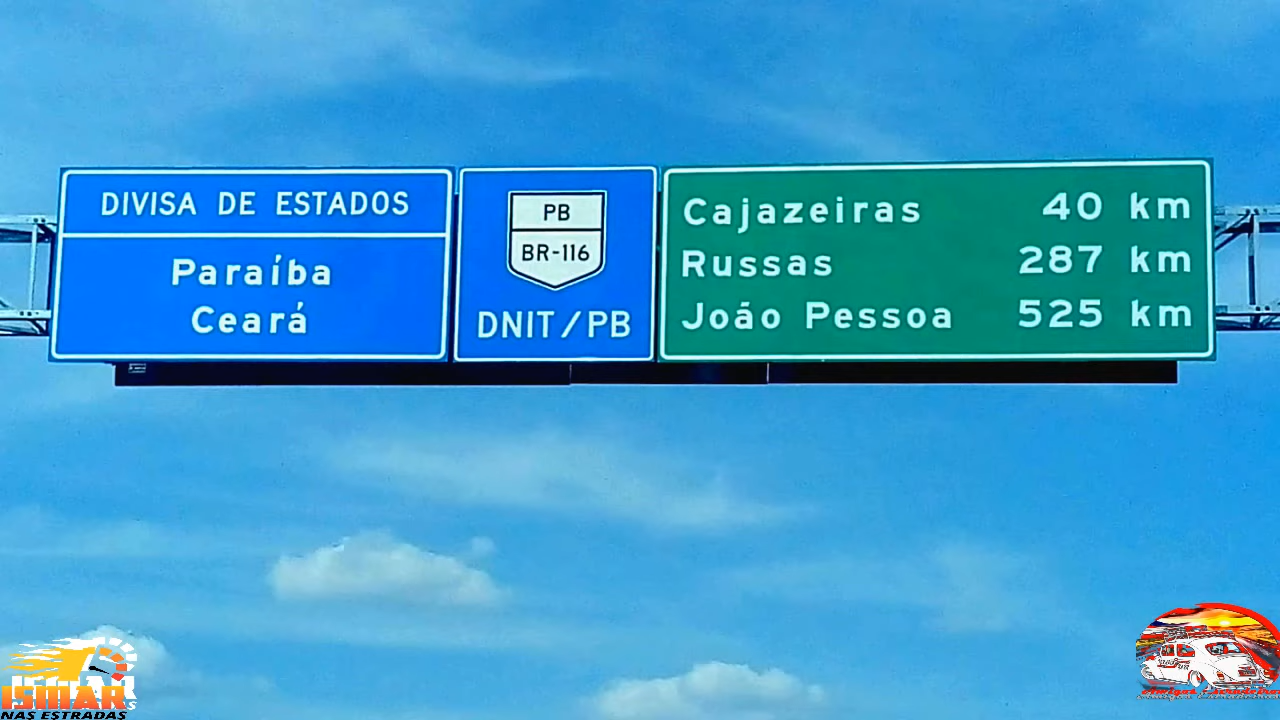 DIVISA DE ESTADOS
Paraíba
Ceará
PB
BR-116
DNIT/PB
Cajazeiras 40 km
Russas 287 km
João Pessoa 525 km
ISMAR
NAS ESTRADAS